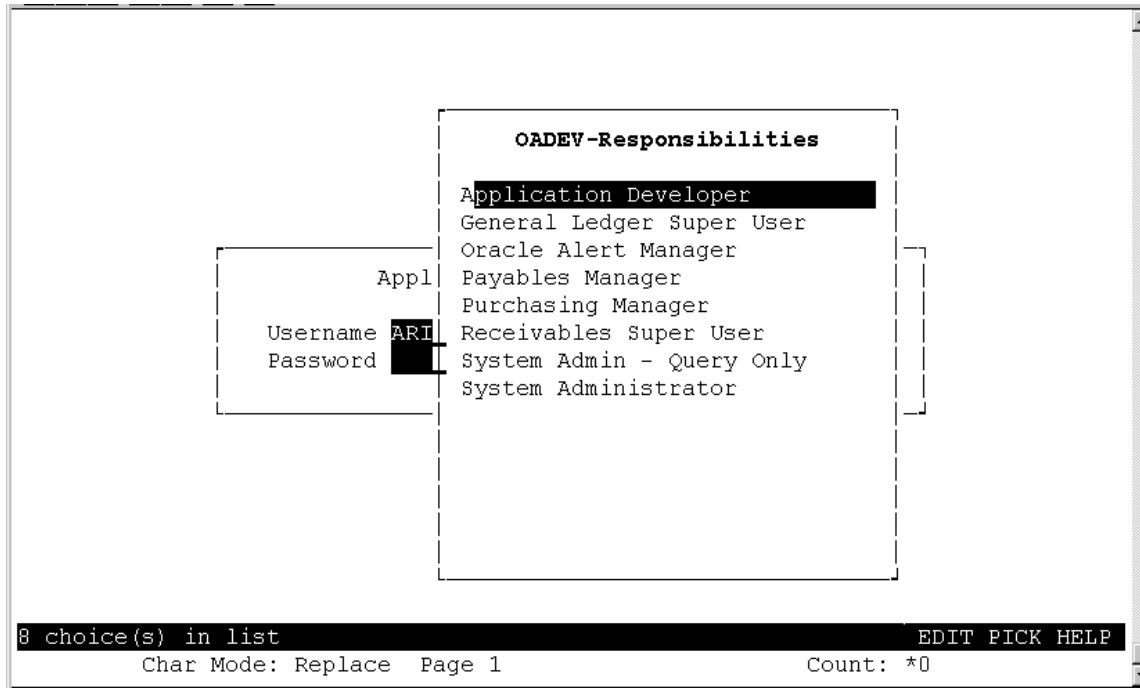 OADEV-Responsibilities
Application Developer
General Ledger Super User
Oracle Alert Manager
Appl Payables Manager
Purchasing Manager
Username ARI Receivables Super User
Password System Admin - Query Only
System Administrator
8 choice(s) in list EDIT PICK HELP
Char Mode: Replace Page 1 Count: *0